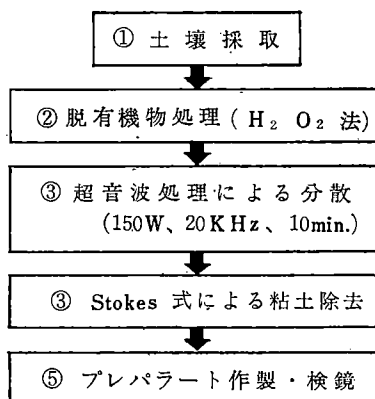 ① 土壌採取
② 脱有機物処理 ( H₂ O₂ 法)
③ 超音波処理による分散
(150W、20KHz、10min.)
③ Stokes 式による粘土除去
⑤ プレパラート作製・検鏡